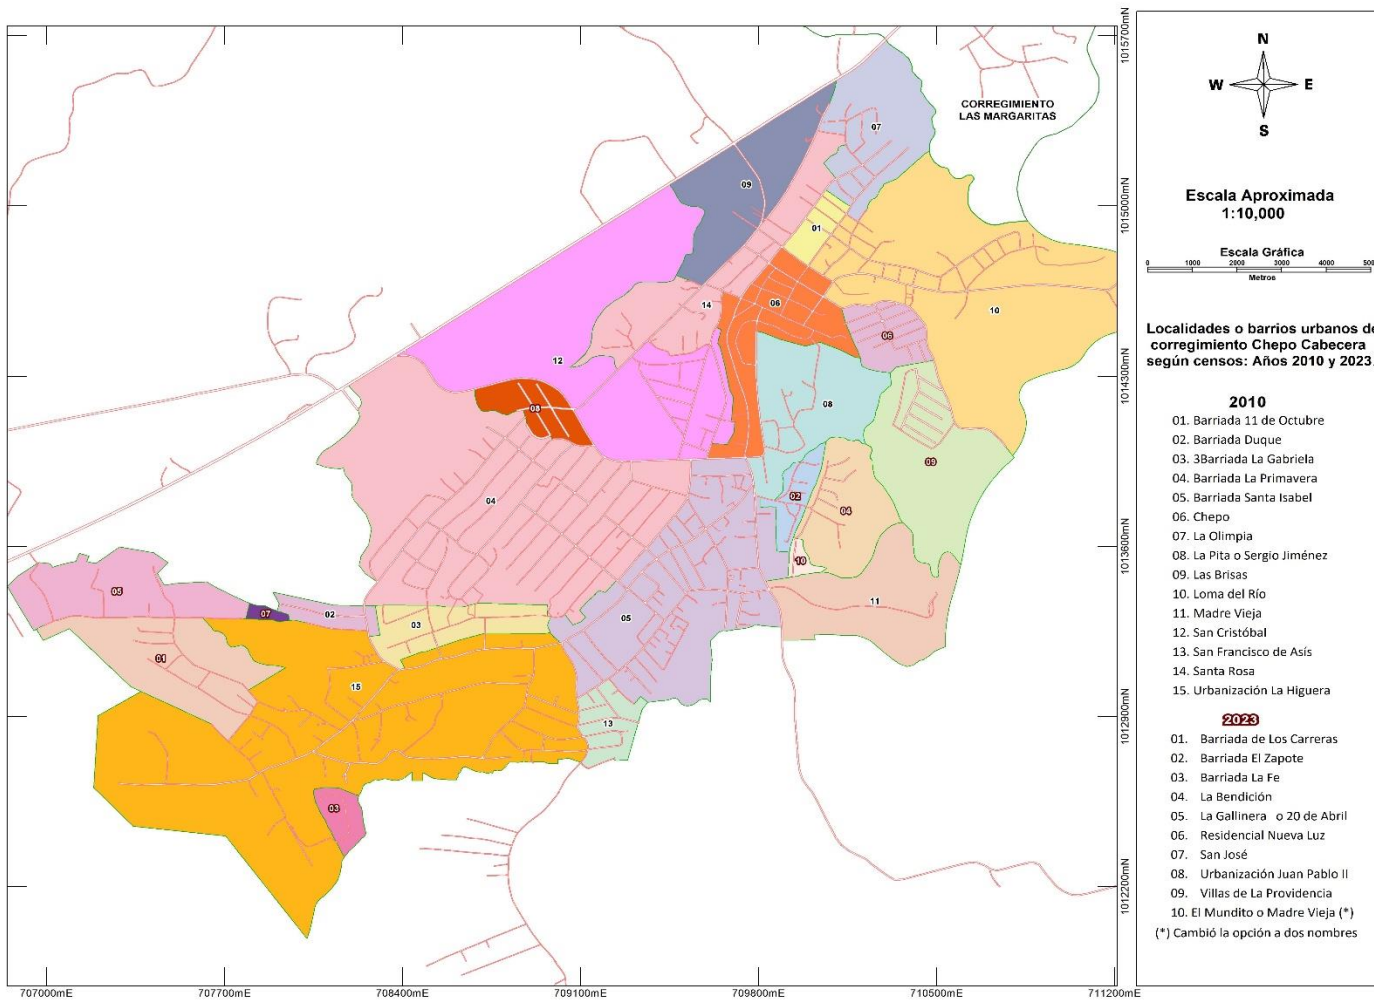 1015700mN
N
W E
S
CORREGIMIENTO
LAS MARGARITAS
07
09
Escala Aproximada
1:10,000
1015000mN
01
Escala Gráfica
0 1000 2000 3000 4000 500
Metros
14
06
10
06
Localidades o barrios urbanos de
corregimiento Chepo Cabecera
según censos: Años 2010 y 2023.
12
1014300mN
08
08
2010
01. Barriada 11 de Octubre
02. Barriada Duque
03. 3Barriada La Gabriela
04. Barriada La Primavera
05. Barriada Santa Isabel
06. Chepo
07. La Olimpia
08. La Pita o Sergio Jiménez
09. Las Brisas
10. Loma del Río
11. Madre Vieja
12. San Cristóbal
13. San Francisco de Asís
14. Santa Rosa
15. Urbanización La Higuera
09
04
02
04
1013600mN
10
05
07
02
03
05
11
01
15
13
1012900mN
03
2023
01. Barriada de Los Carreras
02. Barriada El Zapote
03. Barriada La Fe
04. La Bendición
05. La Gallinera o 20 de Abril
06. Residencial Nueva Luz
07. San José
08. Urbanización Juan Pablo II
09. Villas de La Providencia
10. El Mundito o Madre Vieja (*)
(*) Cambió la opción a dos nombres
1012200mN
707000mE 707700mE 708400mE 709100mE 709800mE 710500mE 711200mE